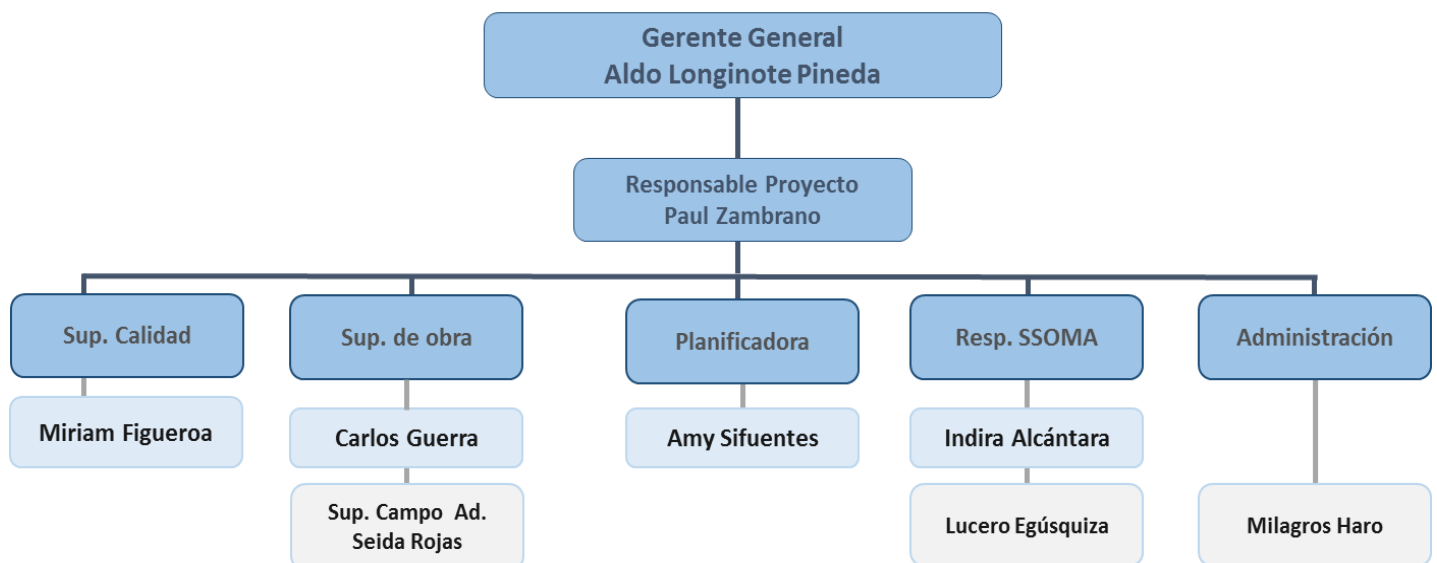 Gerente General
Aldo Longinote Pineda
Responsable Proyecto
Paul Zambrano
Sup. Calidad
Sup. de obra
Planificadora
Resp. SSOMA
Administración
Miriam Figueroa
Carlos Guerra
Amy Sifuentes
Indira Alcántara
Sup. Campo Ad.
Seida Rojas
Lucero Egúsquiza
Milagros Haro